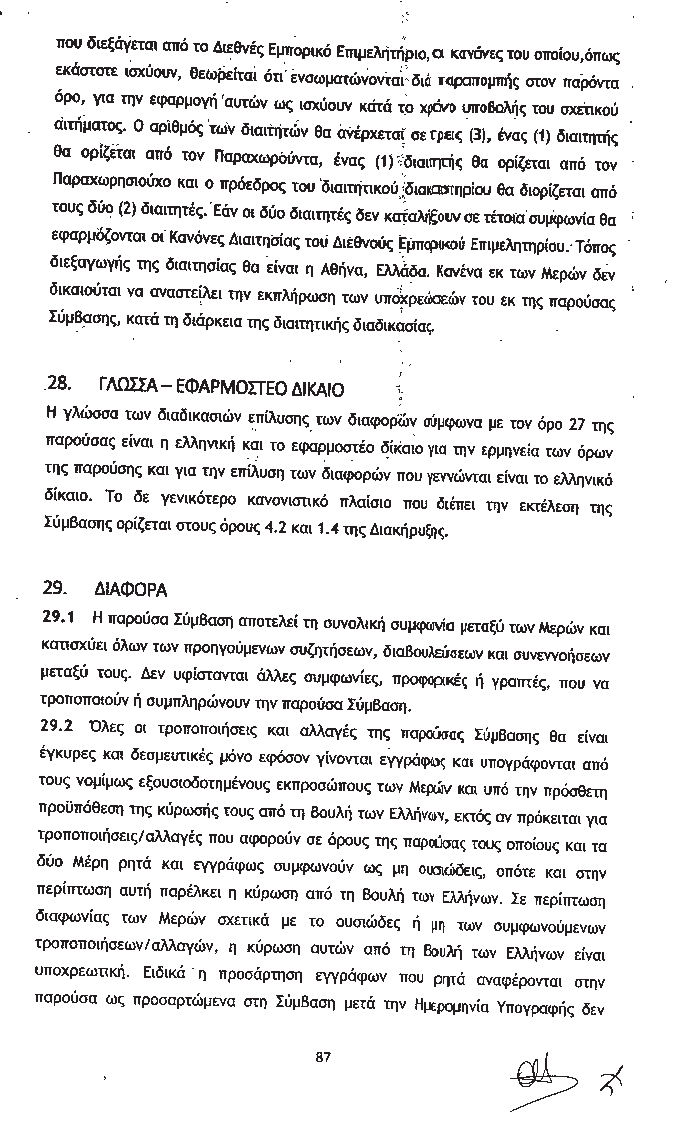 που διεξάγεται από το Διεθνές Εμπορικό Επιμελητήριο, οι κανόνες του οποίου, όπως
εκάστοτε ισχύουν, θεωρείται ότι ενσωματώνονται διά παραπομπής στον παρόντα
όρο, για την εφαρμογή αυτών ως ισχύουν κατά το χρόνο υποβολής του σχετικού
αιτήματος. Ο αριθμός των διαιτητών θα ανέρχεται σε τρεις (3), ένας (1) διαιτητής
θα ορίζεται από τον Παραχωρούντα, ένας (1) διαιτητής θα ορίζεται από τον
Παραχωρησιούχο και ο πρόεδρος του διαιτητικού δικαστηρίου θα διορίζεται από
τους δύο (2) διαιτητές. Εάν οι δύο διαιτητές δεν καταλήξουν σε τέτοια συμφωνία θα
εφαρμόζονται οι Κανόνες Διαιτησίας του Διεθνούς Εμπορικού Επιμελητηρίου. Τόπος
διεξαγωγής της διαιτησίας θα είναι η Αθήνα, Ελλάδα. Κανένα εκ των Μερών δεν
δικαιούται να αναστείλει την εκπλήρωση των υποχρεώσεών του εκ της παρούσας
Σύμβασης, κατά τη διάρκεια της διαιτητικής διαδικασίας.
28. ΓΛΩΣΣΑ – ΕΦΑΡΜΟΣΤΕΟ ΔΙΚΑΙΟ
Η γλώσσα των διαδικασιών επίλυσης των διαφορών σύμφωνα με τον όρο 27 της
παρούσας είναι η ελληνική και το εφαρμοστέο δίκαιο για την ερμηνεία των όρων
της παρούσης και για την επίλυση των διαφορών που γεννώνται είναι το ελληνικό
δίκαιο. Το δε γενικότερο κανονιστικό πλαίσιο που διέπει την εκτέλεση της
Σύμβασης ορίζεται στους όρους 4.2 και 1.4 της Διακήρυξης.
29. ΔΙΑΦΟΡΑ
29.1 Η παρούσα Σύμβαση αποτελεί τη συνολική συμφωνία μεταξύ των Μερών και
κατισχύει όλων των προηγούμενων συζητήσεων, διαβουλεύσεων και συνεννοήσεων
μεταξύ τους. Δεν υφίστανται άλλες συμφωνίες, προφορικές ή γραπτές, που να
τροποποιούν ή συμπληρώνουν την παρούσα Σύμβαση.
29.2 Όλες οι τροποποιήσεις και αλλαγές της παρούσας Σύμβασης θα είναι
έγκυρες και δεσμευτικές μόνο εφόσον γίνονται εγγράφως και υπογράφονται από
τους νομίμως εξουσιοδοτημένους εκπροσώπους των Μερών και υπό την πρόσθετη
προϋπόθεση της κύρωσής τους από τη Βουλή των Ελλήνων, εκτός αν πρόκειται για
τροποποιήσεις/αλλαγές που αφορούν σε όρους της παρούσας τους οποίους και τα
δύο Μέρη ρητά και εγγράφως συμφωνούν ως μη ουσιώδεις, οπότε και στην
περίπτωση αυτή παρέλκει η κύρωση από τη Βουλή των Ελλήνων. Σε περίπτωση
διαφωνίας των Μερών σχετικά με το ουσιώδες ή μη των συμφωνούμενων
τροποποιήσεων/αλλαγών, η κύρωση αυτών από τη Βουλή των Ελλήνων είναι
υποχρεωτική. Ειδικά η προσάρτηση εγγράφων που ρητά αναφέρονται στην
παρούσα ως προσαρτώμενα στη Σύμβαση μετά την Ημερομηνία Υπογραφής δεν
87